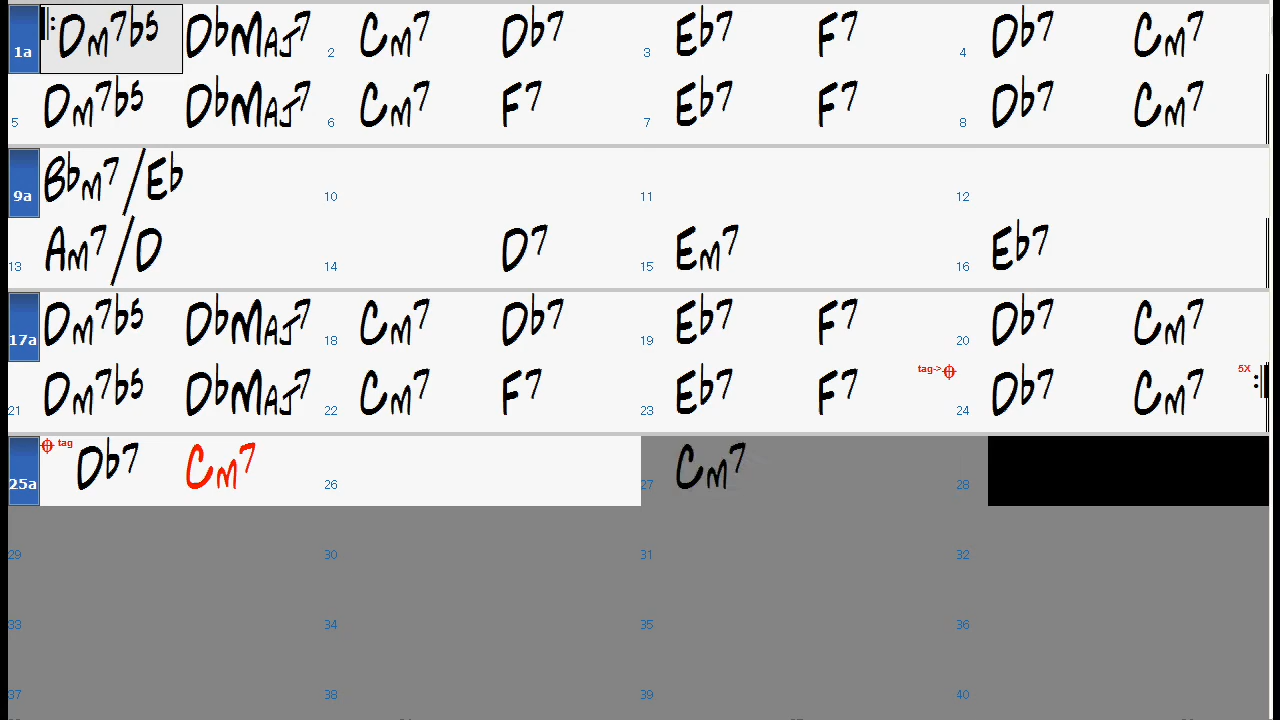 1a Dm7b5 DbMAJ7 2 Cm7 Db7 3 Eb7 F7 4 Db7 Cm7
5 Dm7b5 DbMAJ7 6 Cm7 F7 7 Eb7 F7 8 Db7 Cm7
9a Bbm7/Eb 10 11 12
13 Am7/D 14 D7 15 Em7 16 Eb7
17a Dm7b5 DbMAJ7 18 Cm7 Db7 19 Eb7 F7 20 Db7 Cm7
tag-> 5X
21 Dm7b5 DbMAJ7 22 Cm7 F7 23 Eb7 F7 24 Db7 Cm7
tag
25a Db7 Cm7 26 27 Cm7 28
29 30 31 32
33 34 35 36
37 38 39 40